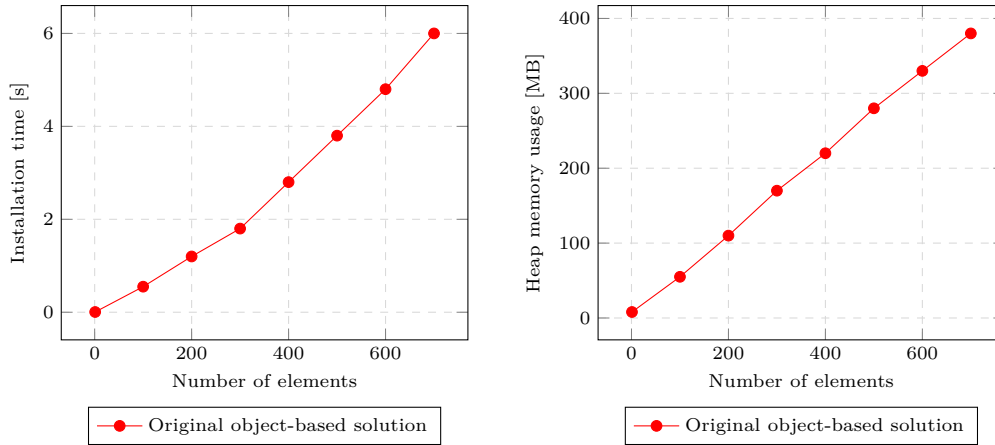 6
4
2
0
Installation time [s]
0 200 400 600
Number of elements
Original object-based solution
400
300
200
100
0
Heap memory usage [MB]
0 200 400 600
Number of elements
Original object-based solution